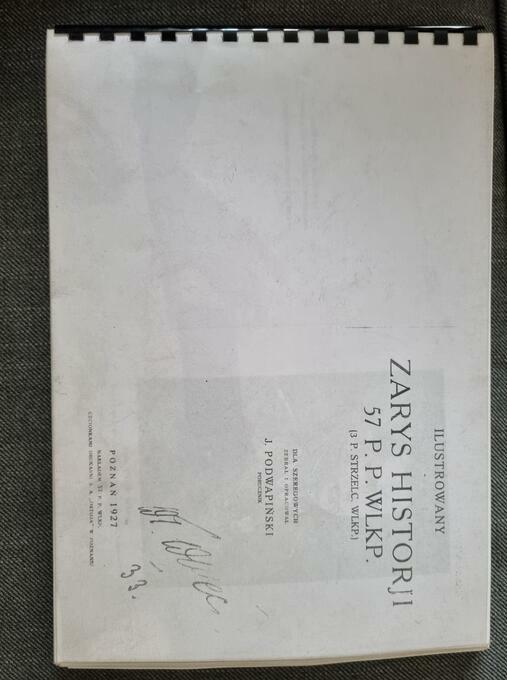 ILUSTROWANY
ZARYS HISTORJI
57 P. P. WLKP.
(3 P. STRZELC. WLKP.)
DLA SZEREGOWYCH
ZEBRAŁ I OPRACOWAŁ
J. PODWAPIŃSKI
PORUCZNIK
POZNAŃ 1927
NAKŁADEM 57 P. P. WLKP.
CZCIONKAMI DRUKARNI S. A. „OSTOJA" W POZNANIU
33.